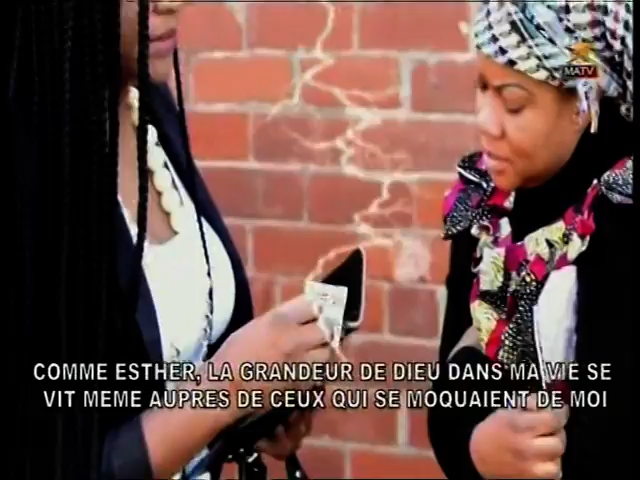 MATV
COMME ESTHER, LA GRANDEUR DE DIEU DANS MA VIE SE
VIT MEME AUPRES DE CEUX QUI SE MOQUAIENT DE MOI